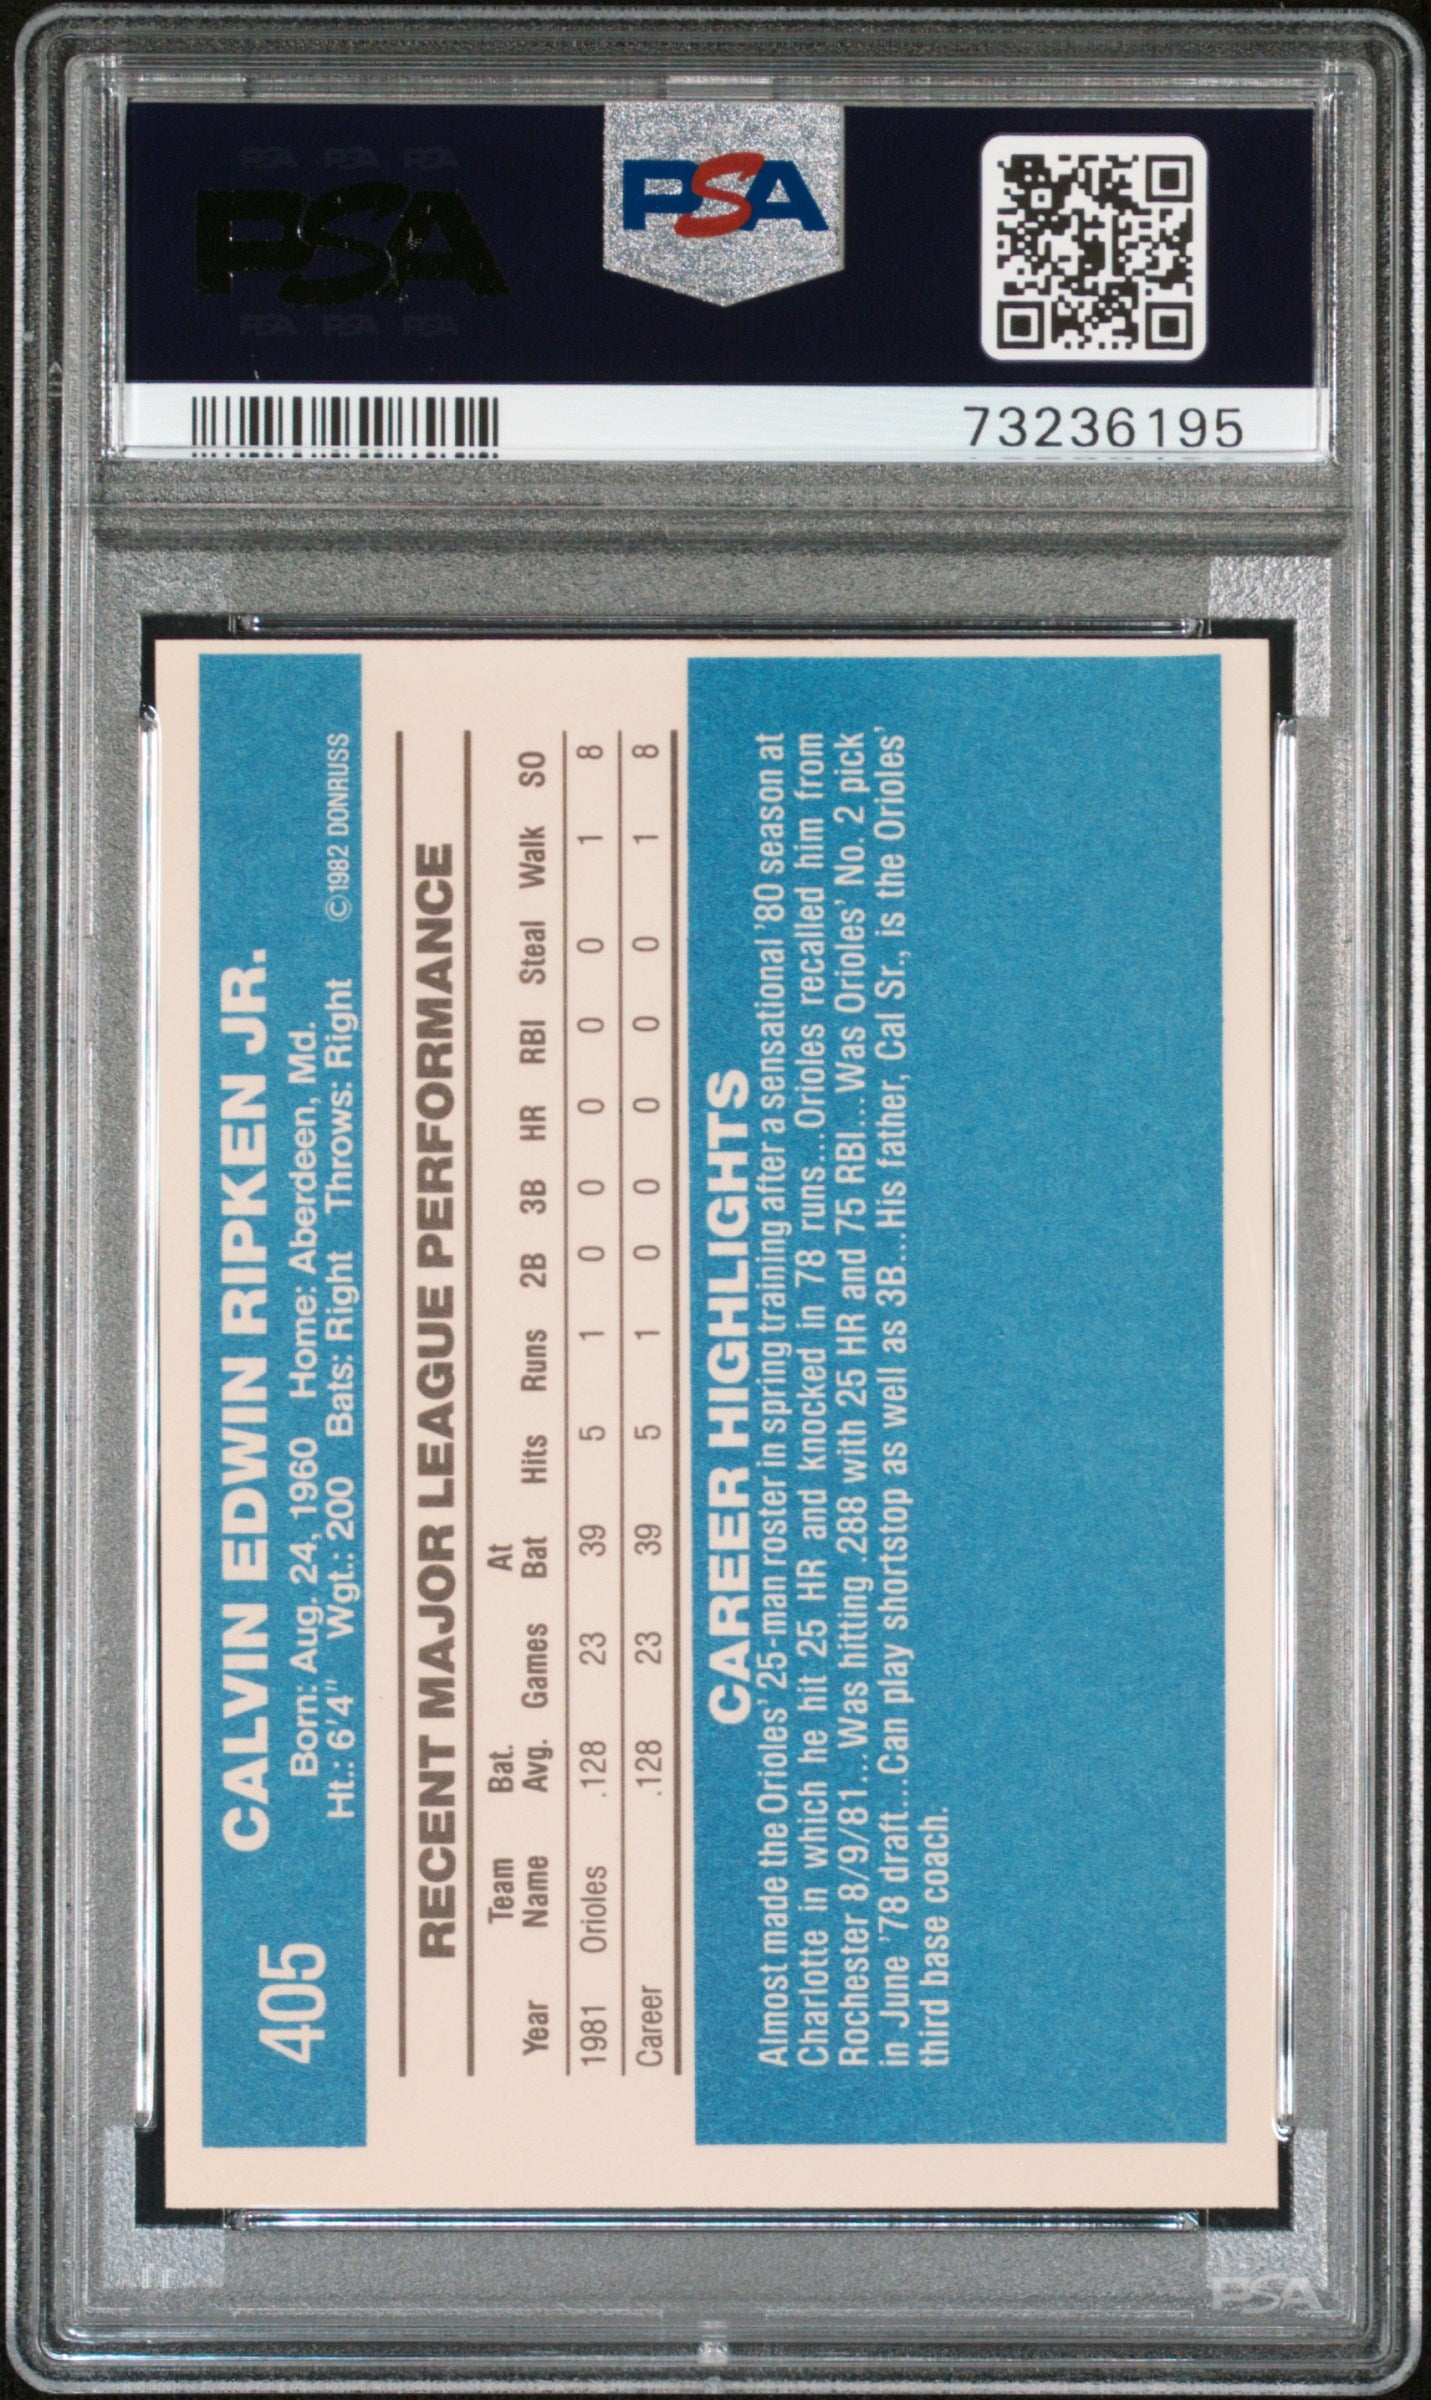 PSA PSA PSA
PSA
PSA PSA PSA
PSA
73236195
405
CALVIN EDWIN RIPKEN JR.
Born: Aug. 24, 1960 Home: Aberdeen, Md.
Ht.: 6'4" Wgt.: 200 Bats: Right Throws: Right ©1982 DONRUSS
RECENT MAJOR LEAGUE PERFORMANCE
Team Bat. At
Year Name Avg. Games Bat Hits Runs 2B 3B HR RBI Steal Walk SO
1981 Orioles .128 23 39 5 1 0 0 0 0 0 1 8
Career .128 23 39 5 1 0 0 0 0 0 1 8
CAREER HIGHLIGHTS
Almost made the Orioles' 25-man roster in spring training after a sensational '80 season at
Charlotte in which he hit 25 HR and knocked in 78 runs...Orioles recalled him from
Rochester 8/9/81...Was hitting .288 with 25 HR and 75 RBI...Was Orioles' No. 2 pick
in June '78 draft...Can play shortstop as well as 3B...His father, Cal Sr., is the Orioles'
third base coach.
PSA